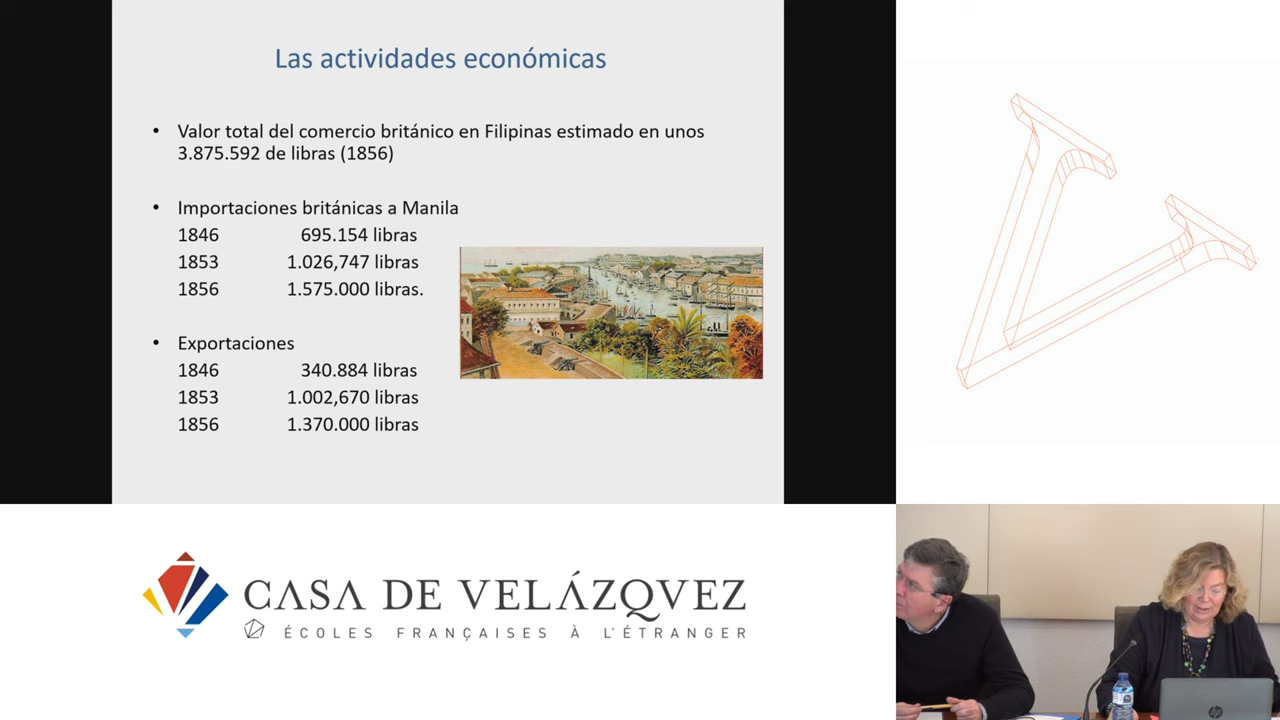 Las actividades económicas
• Valor total del comercio británico en Filipinas estimado en unos
3.875.592 de libras (1856)
• Importaciones británicas a Manila
1846 695.154 libras
1853 1.026,747 libras
1856 1.575.000 libras.
• Exportaciones
1846 340.884 libras
1853 1.002,670 libras
1856 1.370.000 libras
CASA DE VELÁZQVEZ
ÉCOLES FRANÇAISES À L'ÉTRANGER
hp